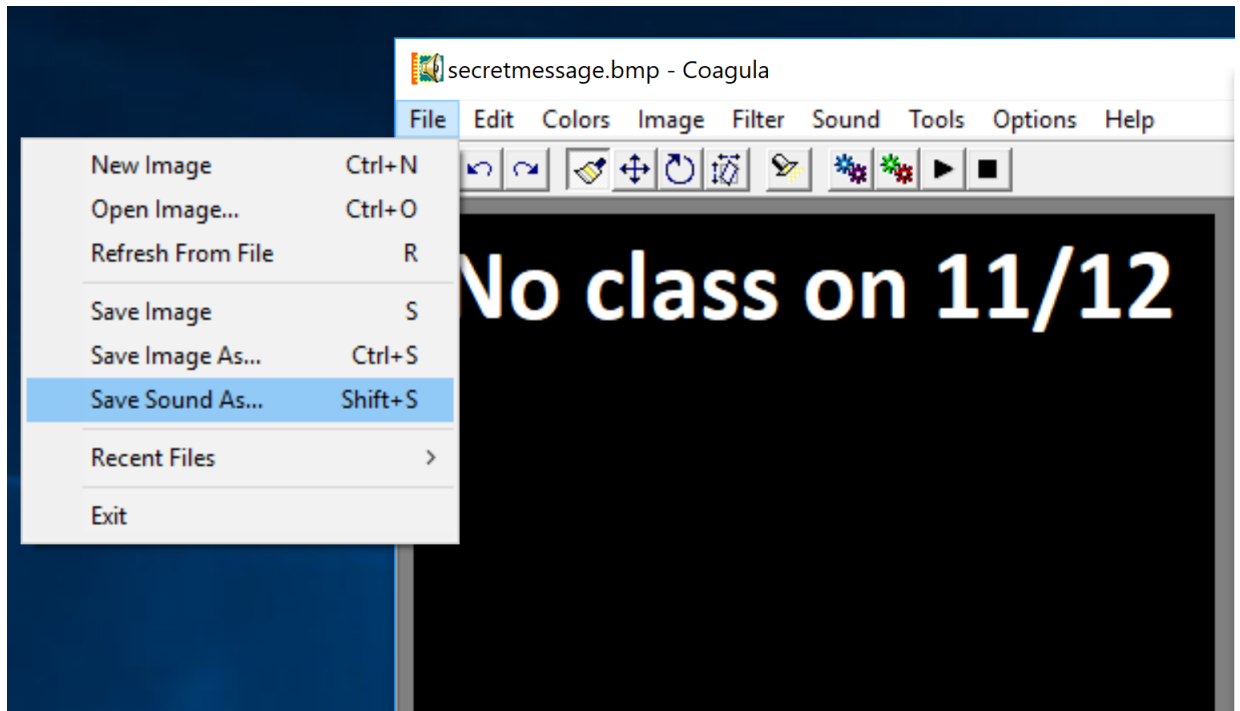 secretmessage.bmp - Coagula
File Edit Colors Image Filter Sound Tools Options Help
New Image Ctrl+N
Open Image... Ctrl+O
Refresh From File R
Save Image S
Save Image As... Ctrl+S
Save Sound As... Shift+S
Recent Files >
Exit
No class on 11/12